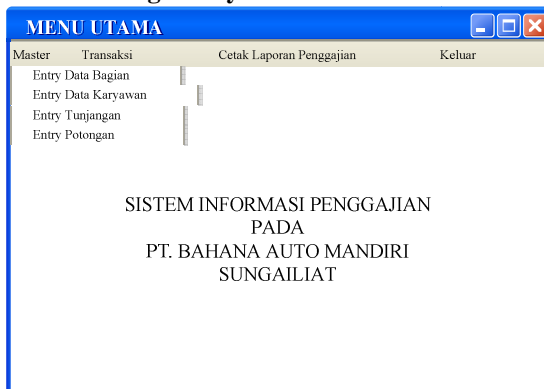 MENU UTAMA
Master Transaksi Cetak Laporan Penggajian Keluar
Entry Data Bagian
Entry Data Karyawan
Entry Tunjangan
Entry Potongan
SISTEM INFORMASI PENGGAJIAN
PADA
PT. BAHANA AUTO MANDIRI
SUNGAILIAT